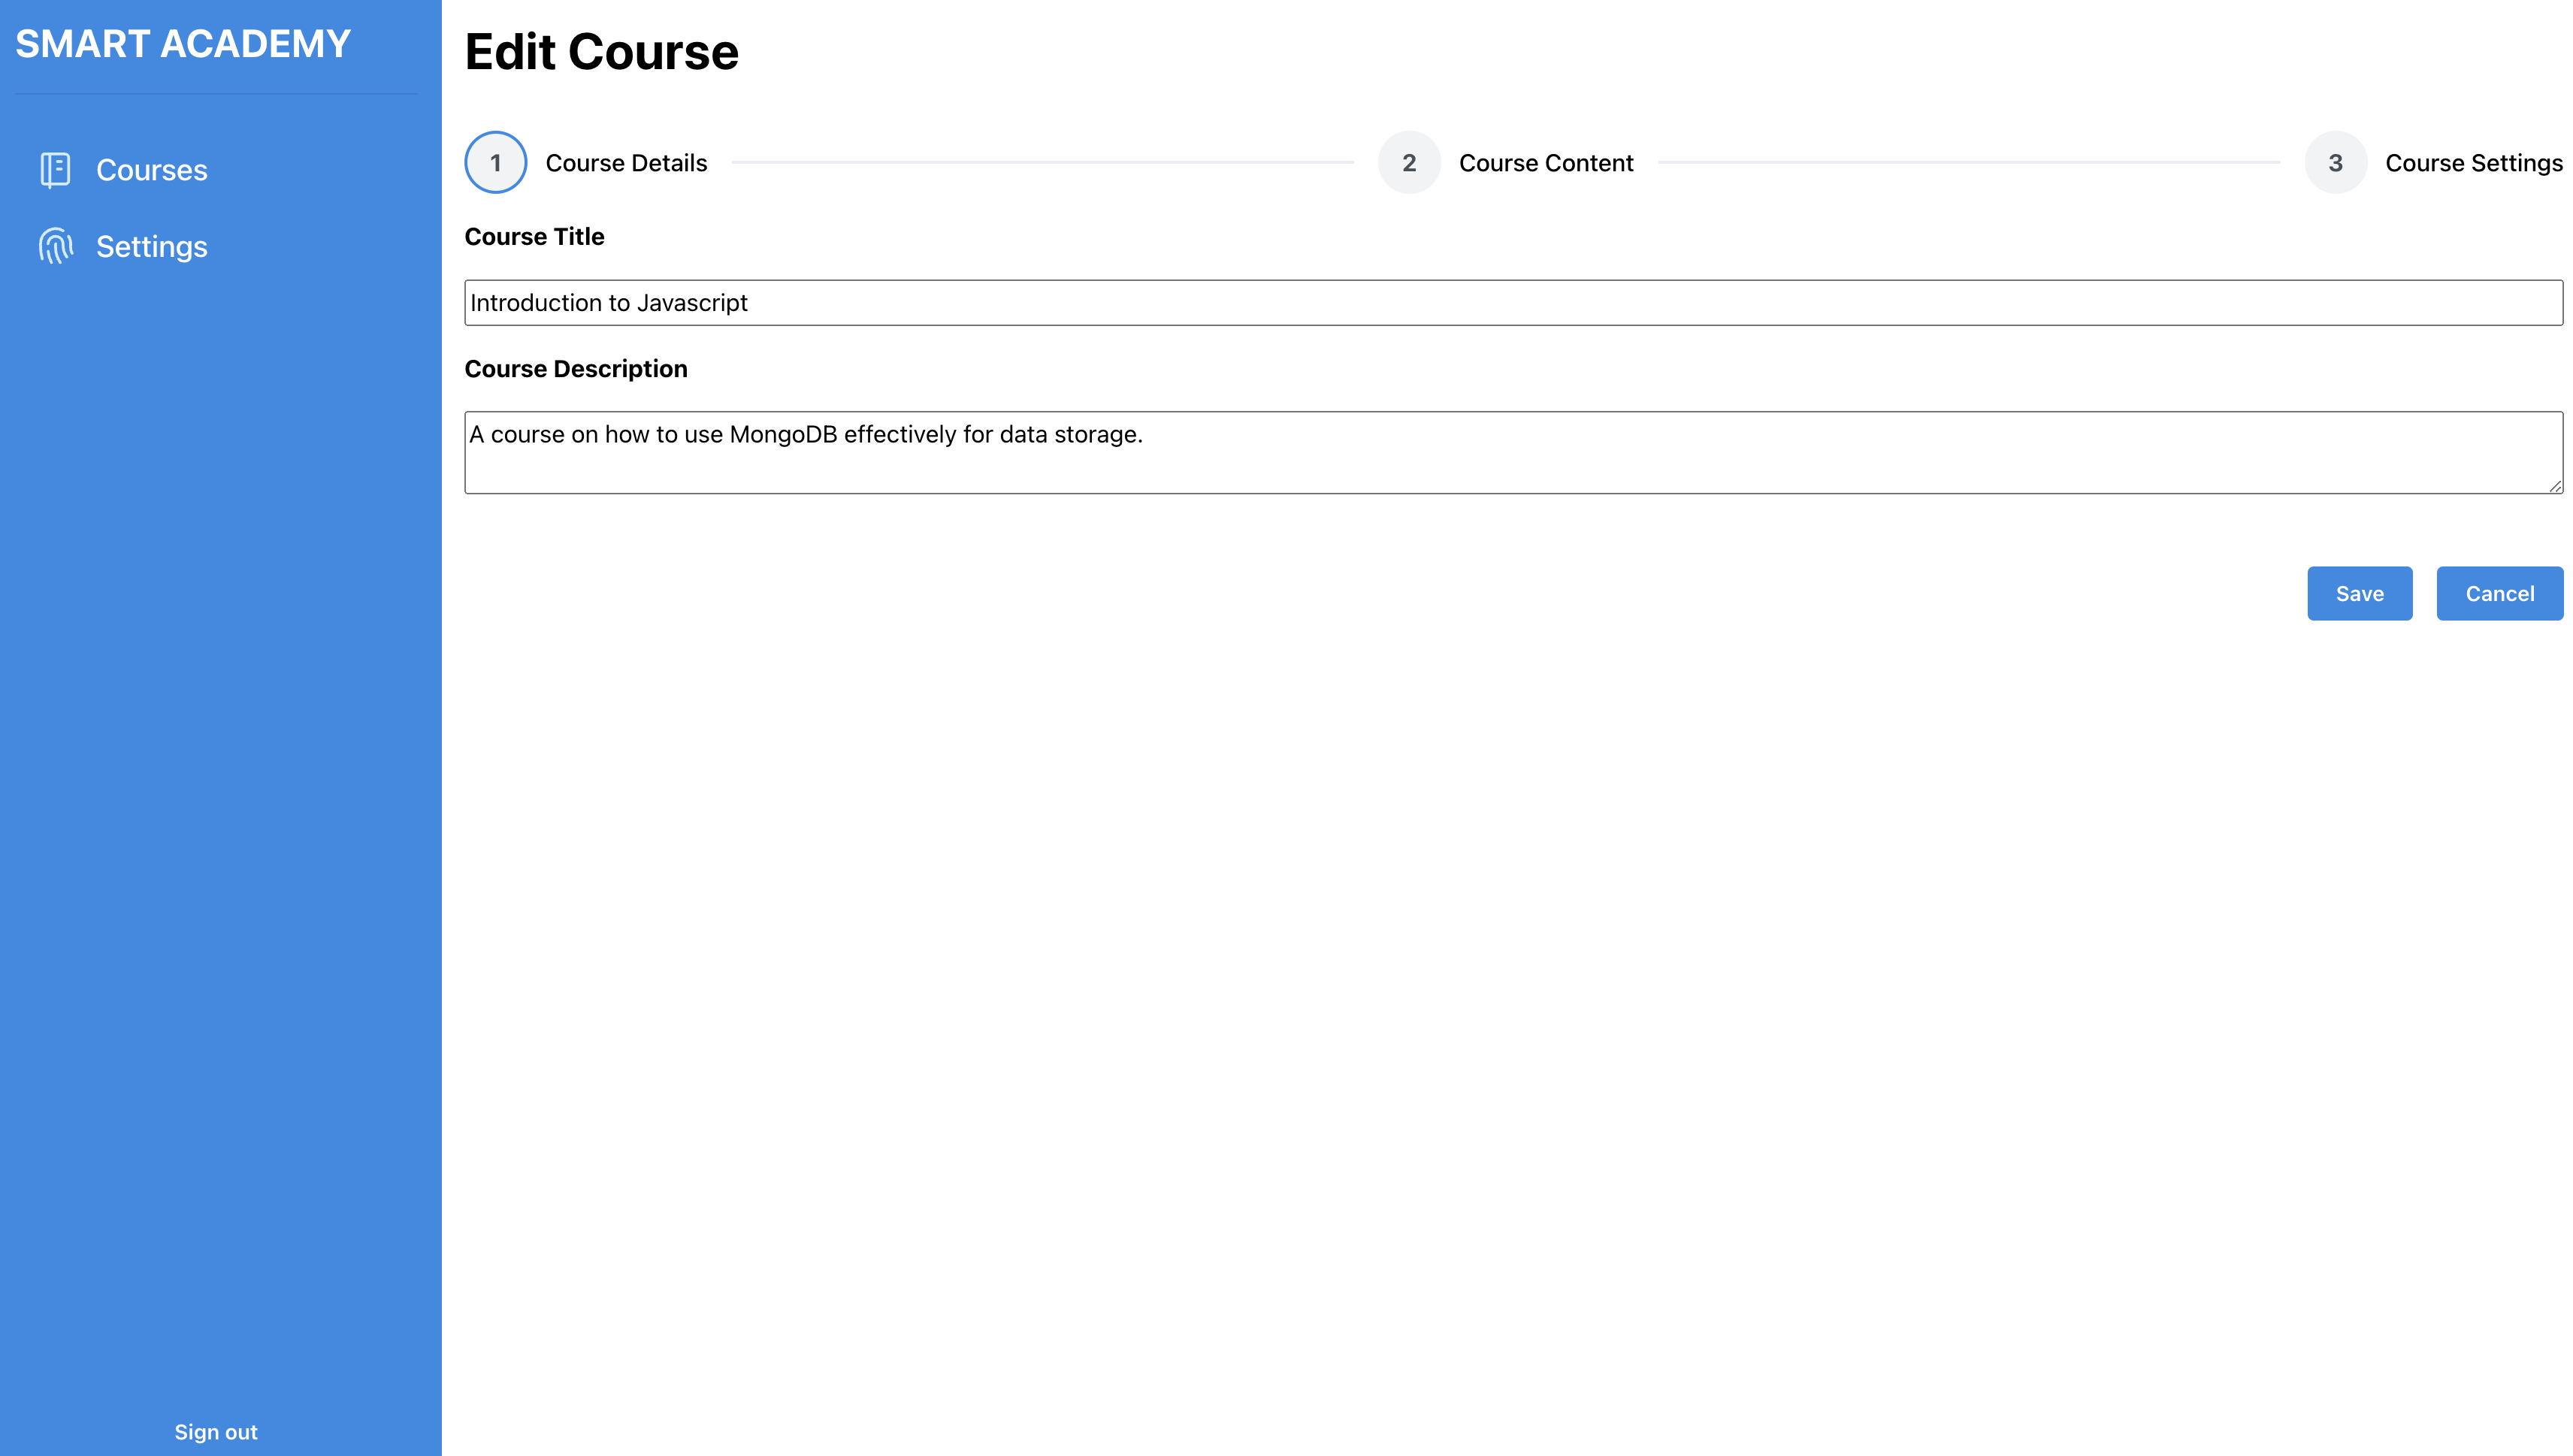 SMART ACADEMY
Courses
Settings
Sign out
Edit Course
1 Course Details 2 Course Content 3 Course Settings
Course Title
Introduction to Javascript
Course Description
A course on how to use MongoDB effectively for data storage.
Save Cancel